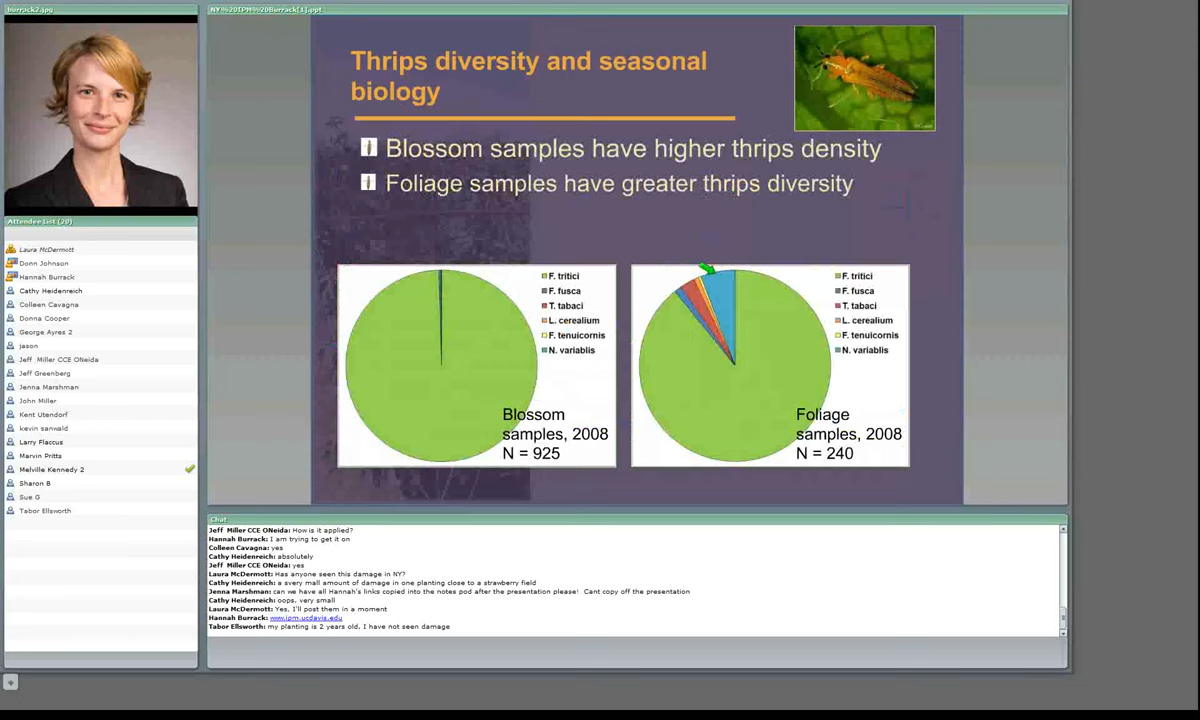 burrack2.jpg
Attendee List (20)
Laura McDermott
Donn Johnson
Hannah Burrack
Cathy Heidenreich
Colleen Cavagna
Donna Cooper
George Ayres 2
jason
Jeff Miller CCE ONeida
Jeff Greenberg
Jenna Marshman
John Miller
Kent Utendorf
kevin sanwald
Larry Flaccus
Marvin Pritts
Melville Kennedy 2
Sharon B
Sue G
Tabor Ellsworth
NY%20IPM%20Burrack[1].ppt
Thrips diversity and seasonal
biology
Blossom samples have higher thrips density
Foliage samples have greater thrips diversity
F. tritici
F. fusca
T. tabaci
L. cerealium
F. tenuicornis
N. variablis
Blossom
samples, 2008
N = 925
F. tritici
F. fusca
T. tabaci
L. cerealium
F. tenuicornis
N. variablis
Foliage
samples, 2008
N = 240
Chat
Jeff Miller CCE ONeida: How is it applied?
Hannah Burrack: I am trying to get it on
Colleen Cavagna: yes
Cathy Heidenreich: absolutely
Jeff Miller CCE ONeida: yes
Laura McDermott: Has anyone seen this damage in NY?
Cathy Heidenreich: a svery mall amount of damage in one planting close to a strawberry field
Jenna Marshman: can we have all Hannah's links copied into the notes pod after the presentation please! Cant copy off the presentation
Cathy Heidenreich: oops, very small
Laura McDermott: Yes, I'll post them in a moment
Hannah Burrack: www.ipm.ucdavis.edu
Tabor Ellsworth: my planting is 2 years old, I have not seen damage